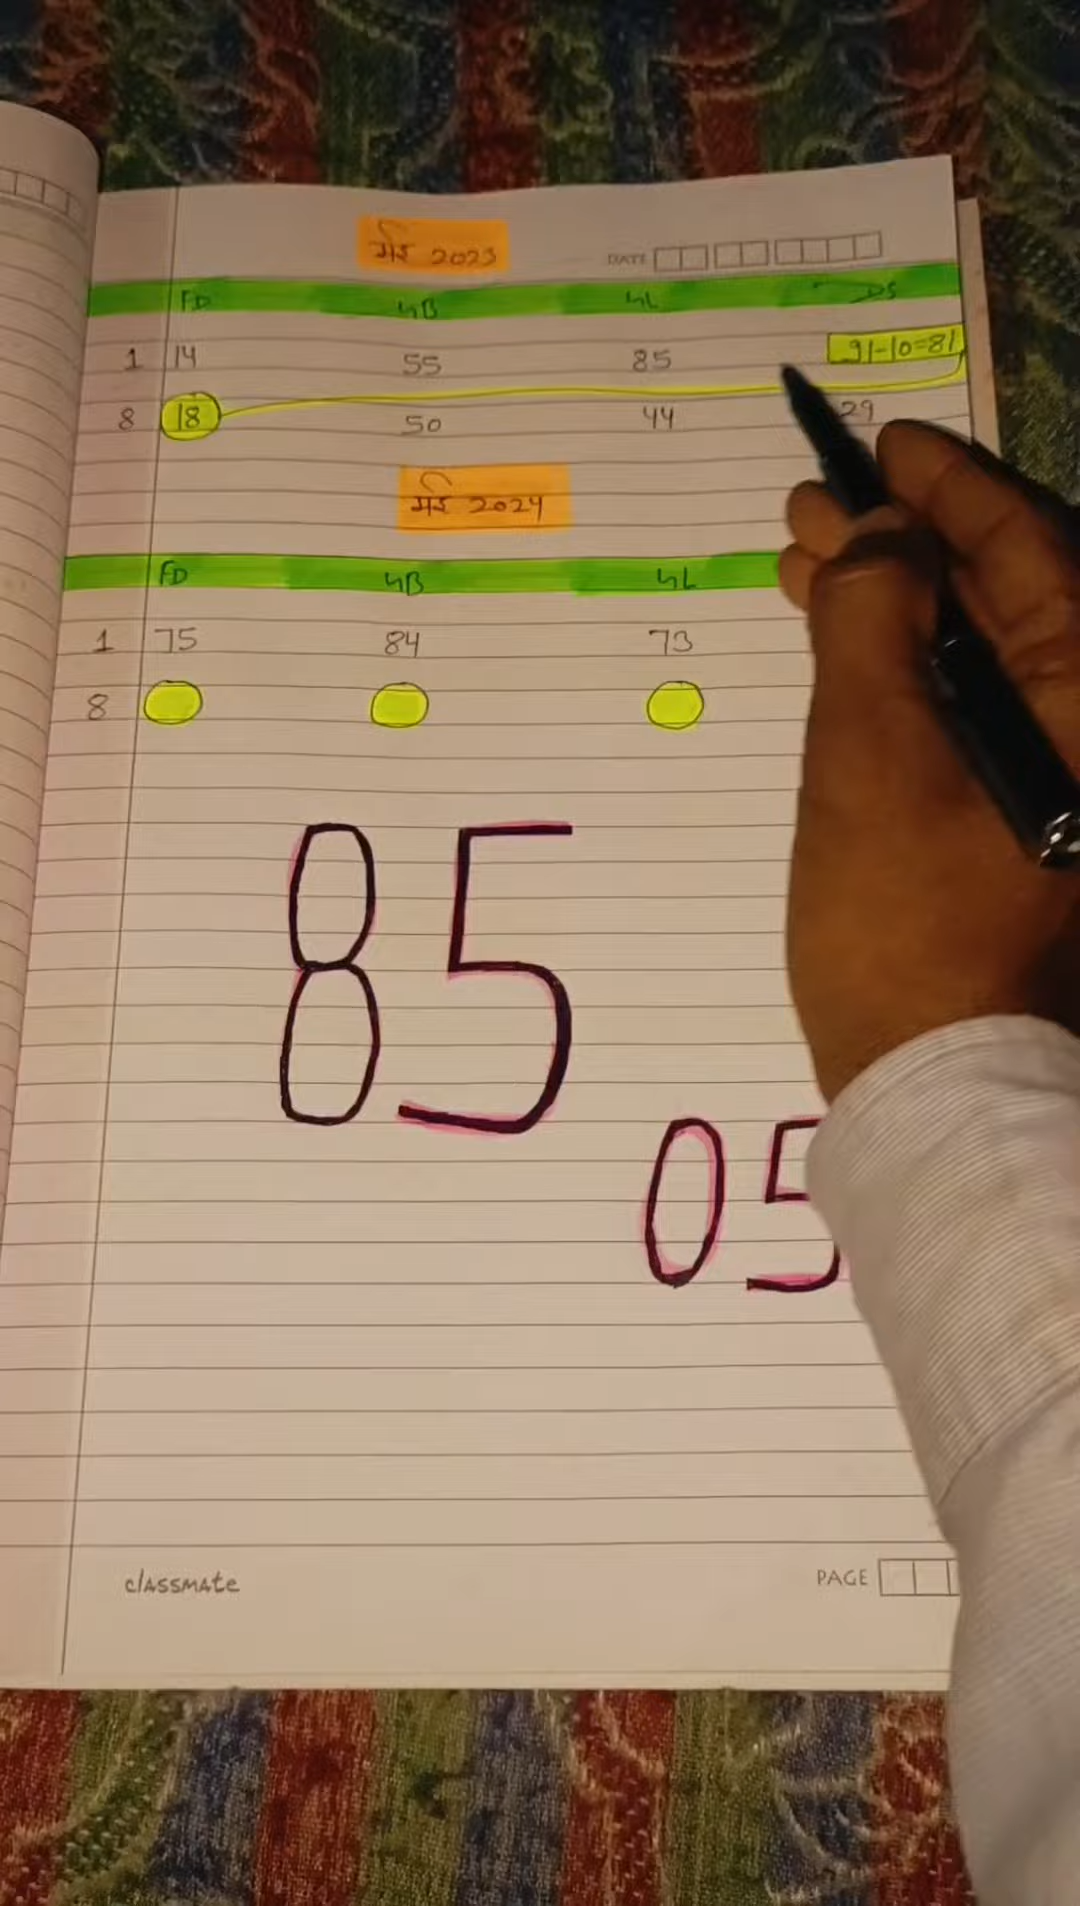 मई 2023
DATE
FD GB GL DS
1 14 55 85 91-10=81
8 18 50 44 29
मई 2024
FD GB GL
1 75 84 73
8
85
05
classmate
PAGE